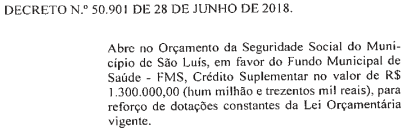 DECRETO N.º 50.901 DE 28 DE JUNHO DE 2018.
Abre no Orçamento da Seguridade Social do Muni-
cípio de São Luís, em favor do Fundo Municipal de
Saúde - FMS, Crédito Suplementar no valor de R$
1.300.000,00 (hum milhão e trezentos mil reais), para
reforço de dotações constantes da Lei Orçamentária
vigente.